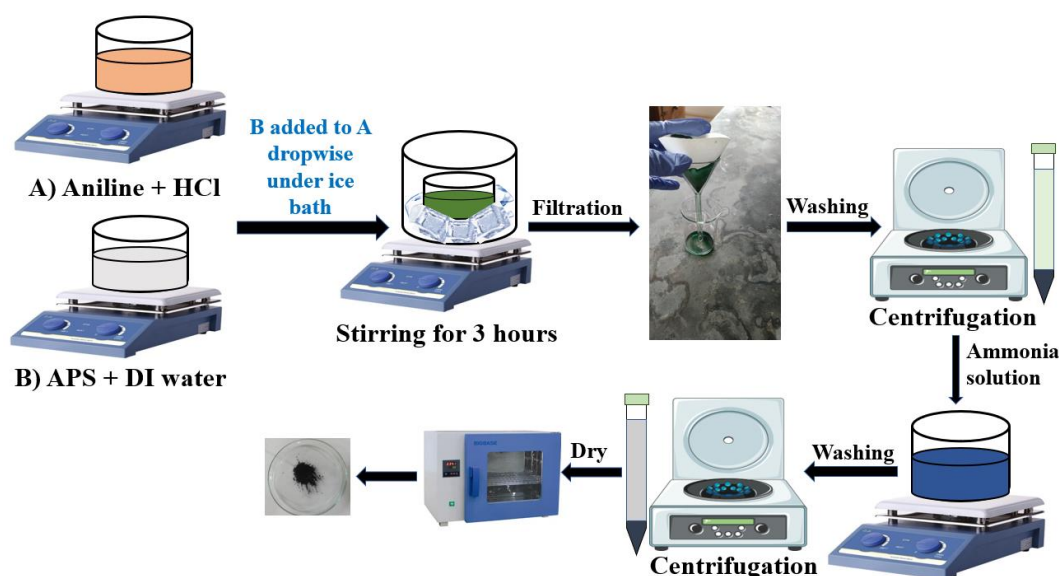 A) Aniline + HCl
B) APS + DI water
B added to A
dropwise
under ice
bath
Stirring for 3 hours
Filtration
Washing
Centrifugation
Ammonia
solution
Washing
Centrifugation
Dry